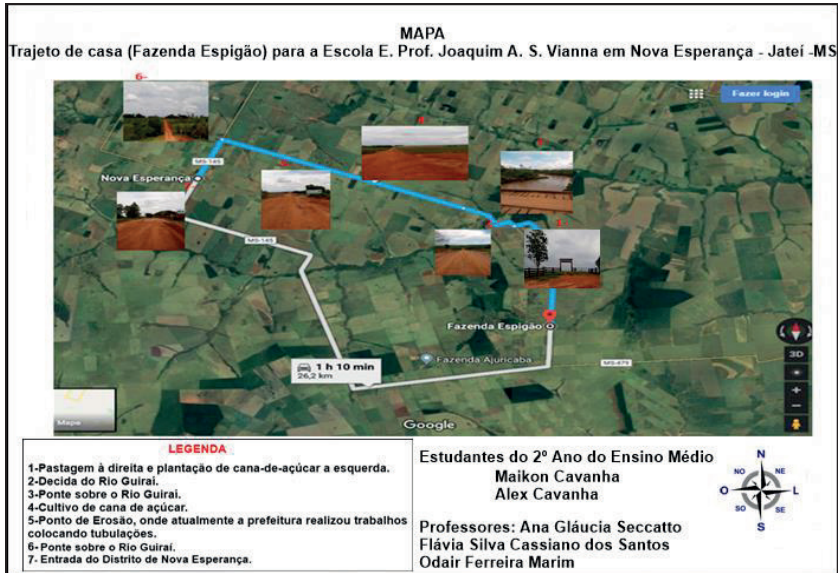 MAPA
Trajeto de casa (Fazenda Espigão) para a Escola E. Prof. Joaquim A. S. Vianna em Nova Esperança - Jateí -MS
6-
Fazer login
MS-145
Nova Esperança
MS-145
Fazenda Espigão
1 h 10 min
26,2 km
Fazenda Ajuricaba
3D
Mapa
Google
LEGENDA
1-Pastagem à direita e plantação de cana-de-açúcar a esquerda.
2-Decida do Rio Guiraí.
3-Ponte sobre o Rio Guiraí.
4-Cultivo de cana de açúcar.
5-Ponto de Erosão, onde atualmente a prefeitura realizou trabalhos
colocando tubulações.
6- Ponte sobre o Rio Guiraí.
7- Entrada do Distrito de Nova Esperança.
Estudantes do 2º Ano do Ensino Médio
Maikon Cavanha
Alex Cavanha
Professores: Ana Gláucia Seccatto
Flávia Silva Cassiano dos Santos
Odair Ferreira Marim
N
NO NE
O L
SO SE
S